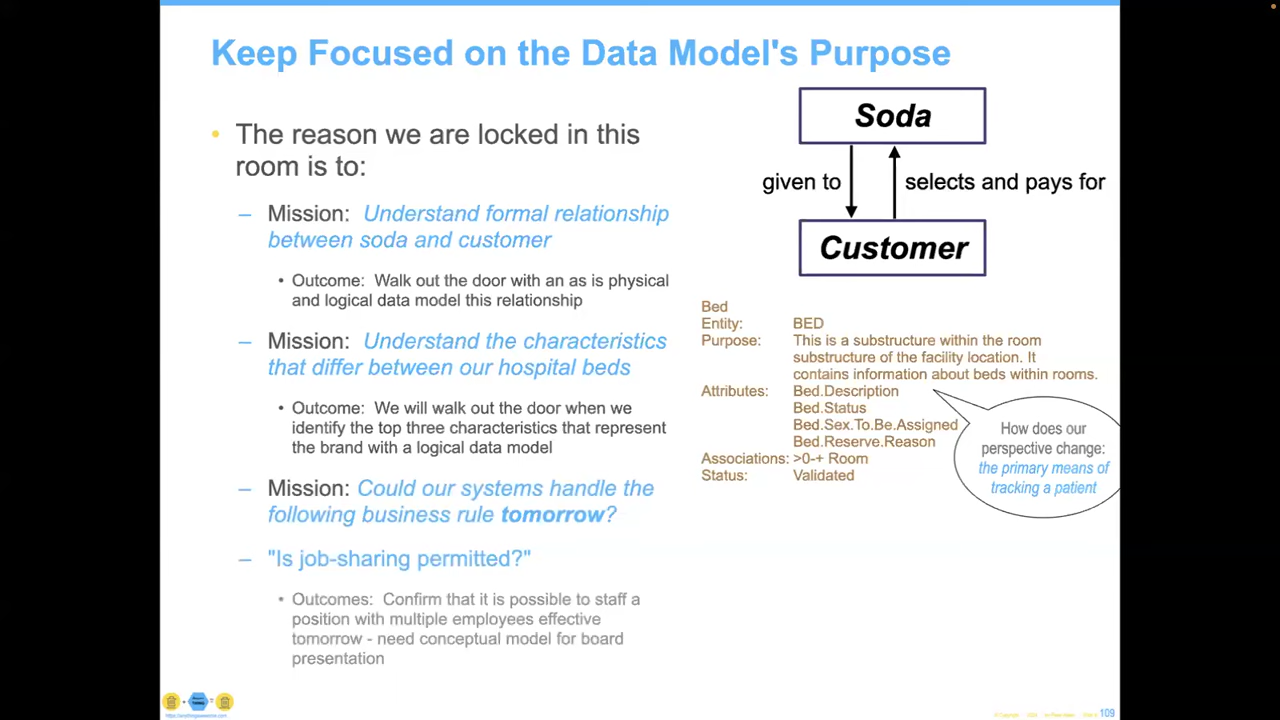 Keep Focused on the Data Model's Purpose
• The reason we are locked in this
room is to:
– Mission: Understand formal relationship
between soda and customer
• Outcome: Walk out the door with an as is physical
and logical data model this relationship
– Mission: Understand the characteristics
that differ between our hospital beds
• Outcome: We will walk out the door when we
identify the top three characteristics that represent
the brand with a logical data model
– Mission: Could our systems handle the
following business rule tomorrow?
– "Is job-sharing permitted?"
• Outcomes: Confirm that it is possible to staff a
position with multiple employees effective
tomorrow - need conceptual model for board
presentation
Soda
given to
selects and pays for
Customer
Bed
Entity: BED
Purpose: This is a substructure within the room
substructure of the facility location. It
contains information about beds within rooms.
Attributes: Bed.Description
Bed.Status
Bed.Sex.To.Be.Assigned
Bed.Reserve.Reason
Associations: >0-+ Room
Status: Validated
How does our
perspective change:
the primary means of
tracking a patient
109